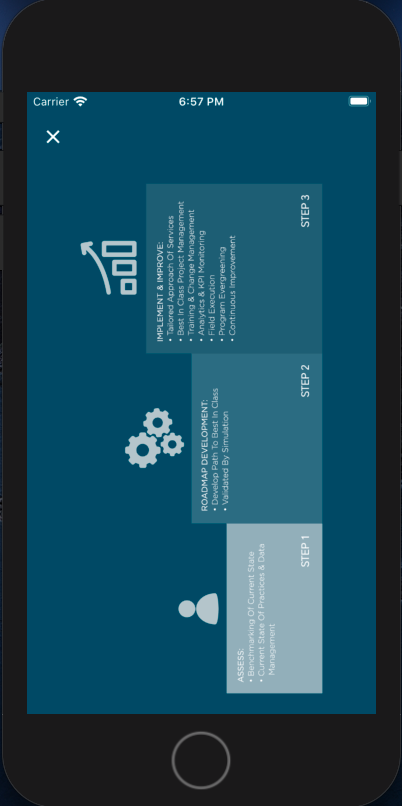 Carrier
6:57 PM
ASSESS:
• Benchmarking Of Current State
• Current State Of Practices & Data
Management
STEP 1
ROADMAP DEVELOPMENT:
• Develop Path To Best In Class
• Validated By Simulation
STEP 2
IMPLEMENT & IMPROVE:
• Tailored Approach Of Services
• Best In Class Project Management
• Training & Change Management
• Analytics & KPI Monitoring
• Field Execution
• Program Evergreening
• Continuous Improvement
STEP 3